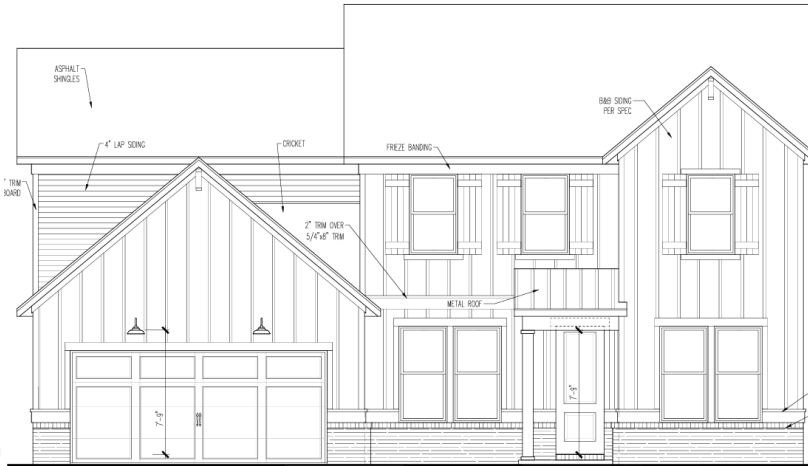 ASPHALT
SHINGLES
4" LAP SIDING
CRICKET
FRIEZE BANDING
B&B SIDING
PER SPEC
" TRIM
BOARD
2" TRIM OVER
5/4"x8" TRIM
METAL ROOF
7'-9"
7'-9"